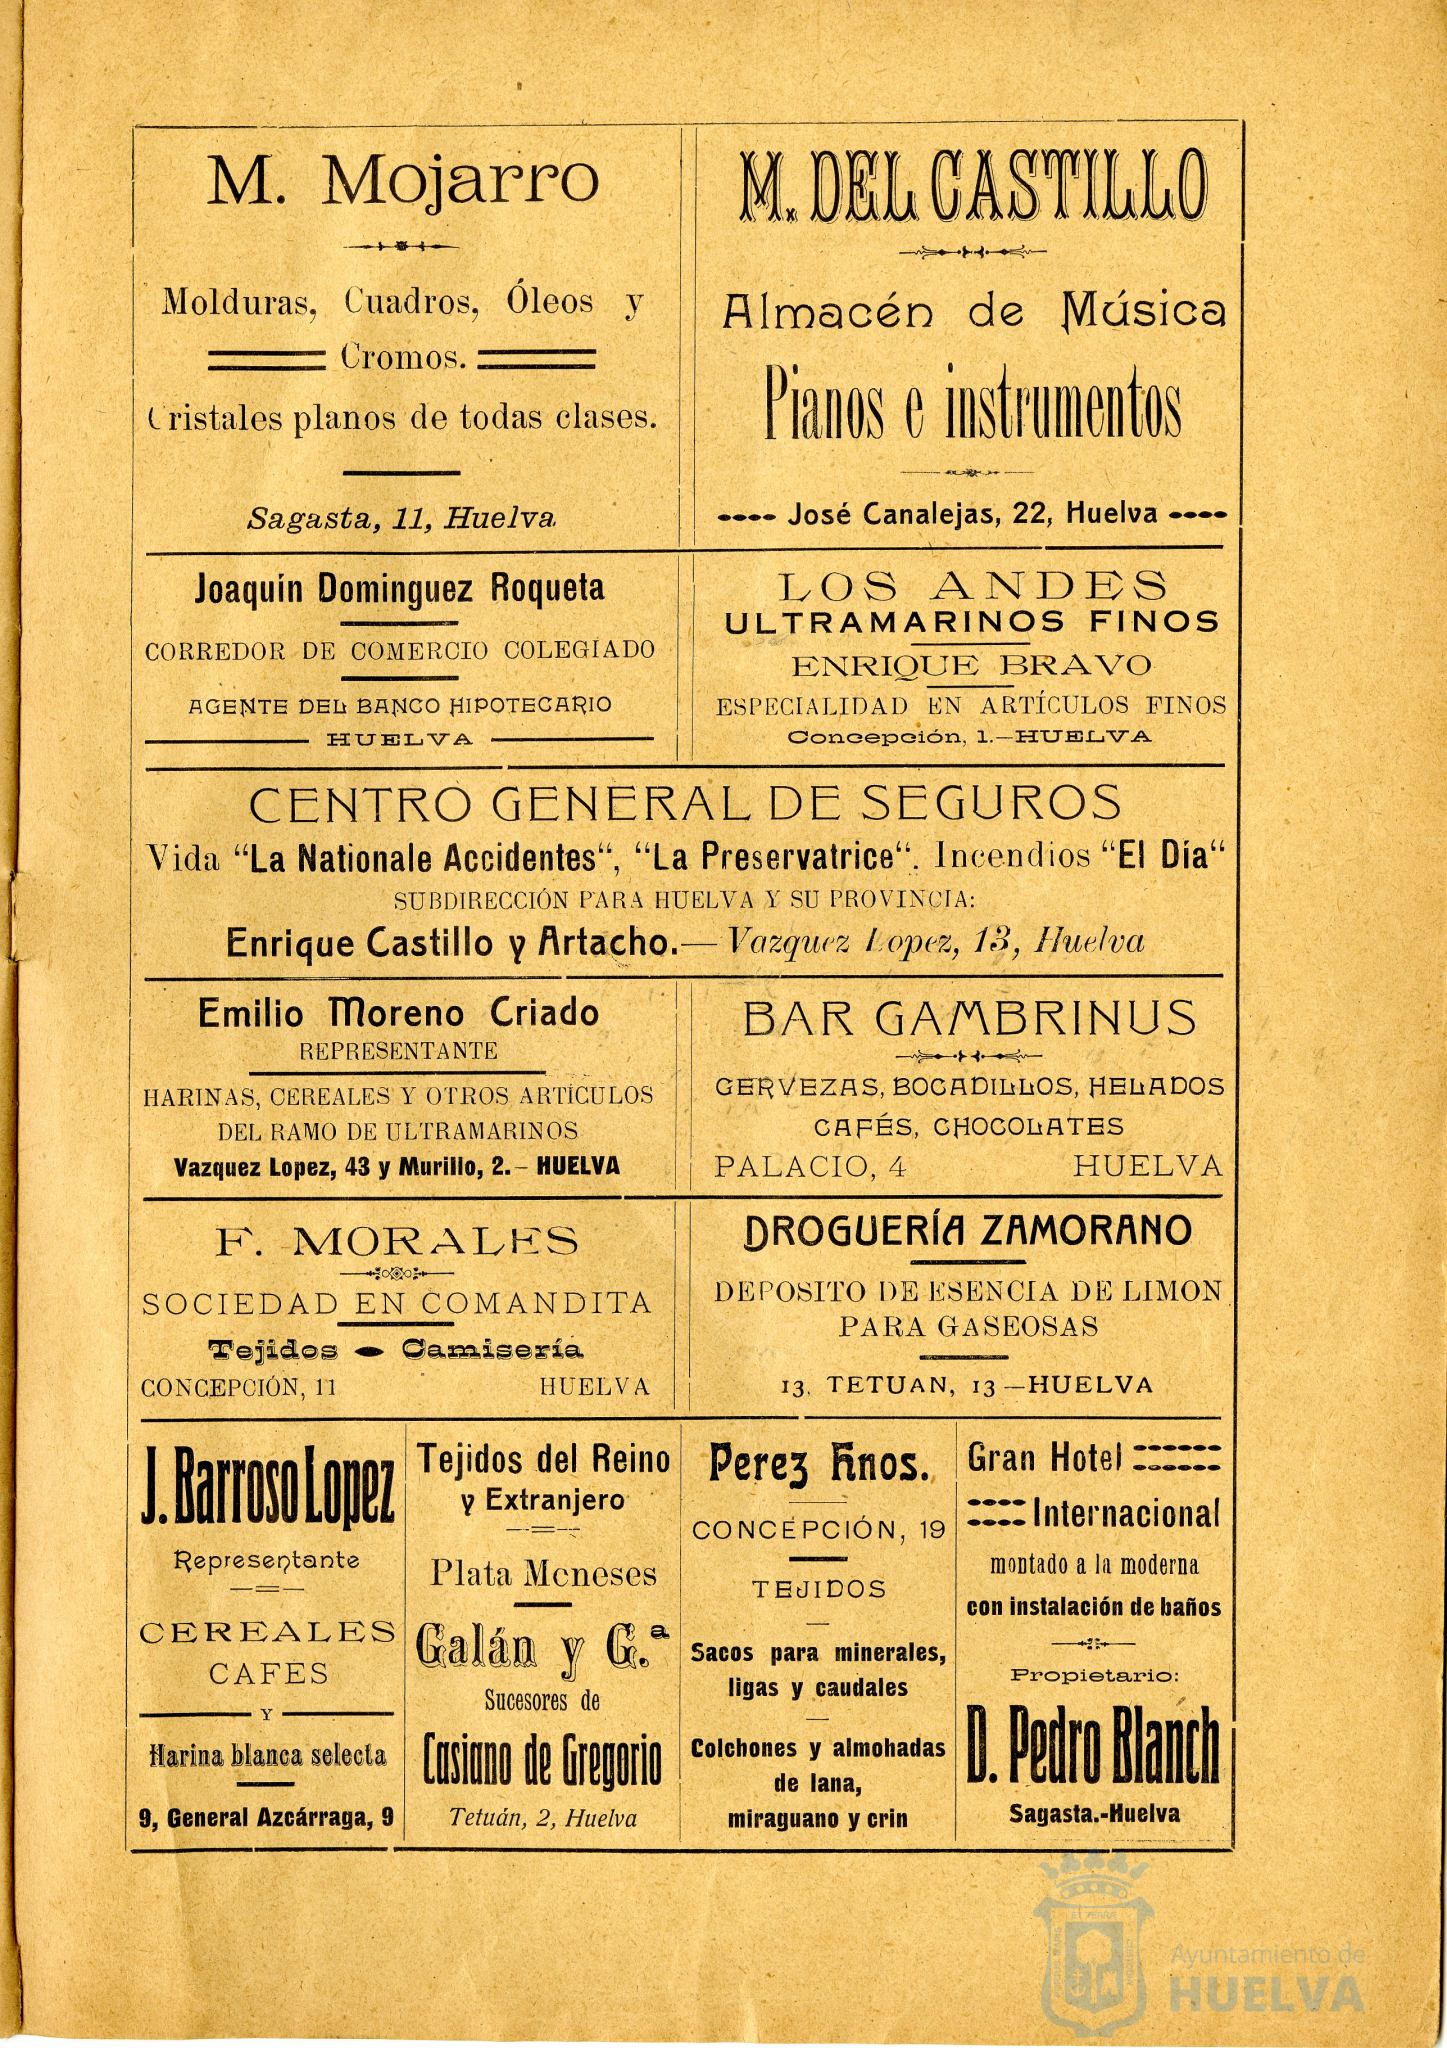 M. Mojarro
Molduras, Cuadros, Óleos y
Cromos.
Cristales planos de todas clases.
Sagasta, 11, Huelva.
M. DEL CASTILLO
Almacén de Música
Pianos e instrumentos
José Canalejas, 22, Huelva
Joaquin Dominguez Roqueta
CORREDOR DE COMERCIO COLEGIADO
AGENTE DEL BANCO HIPOTECARIO
HUELVA
LOS ANDES
ULTRAMARINOS FINOS
ENRIQUE BRAVO
ESPECIALIDAD EN ARTÍCULOS FINOS
Concepción, 1.—HUELVA
CENTRO GENERAL DE SEGUROS
Vida “La Nationale Accidentes“, “La Preservatrice“. Incendios “El Día“
SUBDIRECCIÓN PARA HUELVA Y SU PROVINCIA:
Enrique Castillo y Artacho.—Vazquez Lopez, 13, Huelva
Emilio Moreno Criado
REPRESENTANTE
HARINAS, CEREALES Y OTROS ARTÍCULOS
DEL RAMO DE ULTRAMARINOS
Vazquez Lopez, 43 y Murillo, 2.—HUELVA
BAR GAMBRINUS
CERVEZAS, BOCADILLOS, HELADOS
CAFÉS, CHOCOLATES
PALACIO, 4 HUELVA
F. MORALES
SOCIEDAD EN COMANDITA
Tejidos - Camisería
CONCEPCIÓN, 11 HUELVA
DROGUERÍA ZAMORANO
DEPOSITO DE ESENCIA DE LIMON
PARA GASEOSAS
13, TETUAN, 13—HUELVA
J. Barroso Lopez
Representante
CEREALES
CAFES
Y
Harina blanca selecta
9, General Azcárraga, 9
Tejidos del Reino
y Extranjero
Plata Meneses
Galán y C.ª
Sucesores de
Casiano de Gregorio
Tetuán, 2, Huelva
Perez Hnos.
CONCEPCIÓN, 19
TEJIDOS
Sacos para minerales,
ligas y caudales
Colchones y almohadas
de lana,
miraguano y crin
Gran Hotel
Internacional
montado a la moderna
con instalación de baños
Propietario:
D. Pedro Blanch
Sagasta.-Huelva
Ayuntamiento de
HUELVA